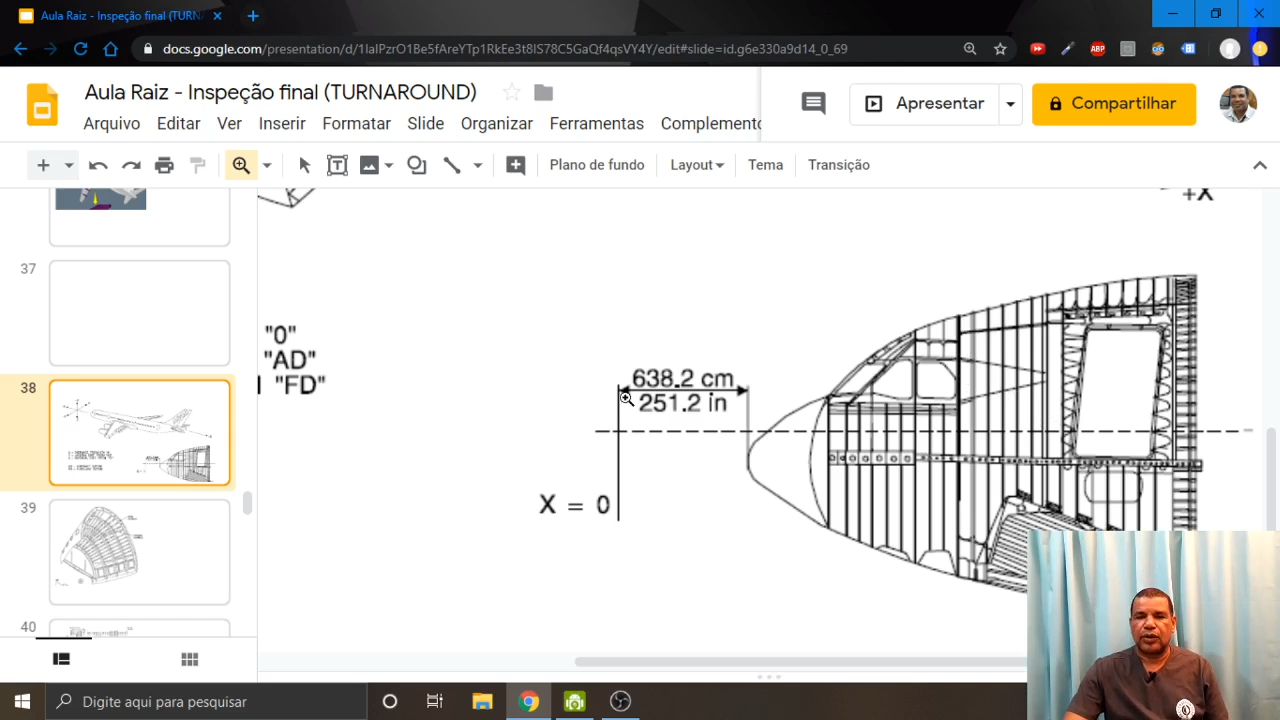 Aula Raiz - Inspeção final (TURN
docs.google.com/presentation/d/1IaIPzrO1Be5fAreYTp1RkEe3t8IS78C5GaQf4qsVY4Y/edit#slide=id.g6e330a9d14_0_69
ABP
Aula Raiz - Inspeção final (TURNAROUND)
Arquivo Editar Ver Inserir Formatar Slide Organizar Ferramentas Complemento
Apresentar
Compartilhar
Plano de fundo Layout Tema Transição
37
38
39
40
+X
"0"
"AD"
"FD"
638.2 cm
251.2 in
X = 0
Digite aqui para pesquisar